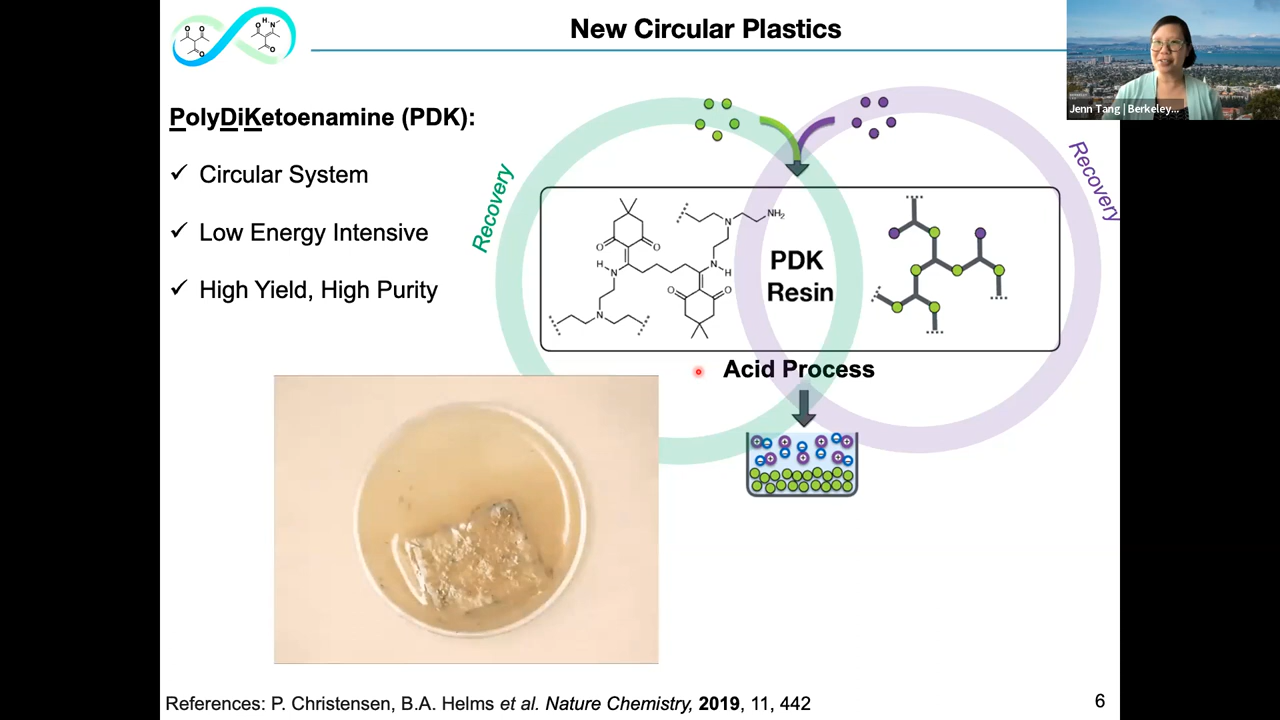 New Circular Plastics
Jenn Tang | Berkeley...
PolyDiKetoenamine (PDK):
✓ Circular System
✓ Low Energy Intensive
✓ High Yield, High Purity
Recovery
Recovery
O
O
O
H
N
O
O
O
O
H
N
N
N
NH2
N
H
O
O
PDK
Resin
Acid Process
References: P. Christensen, B.A. Helms et al. Nature Chemistry, 2019, 11, 442
6